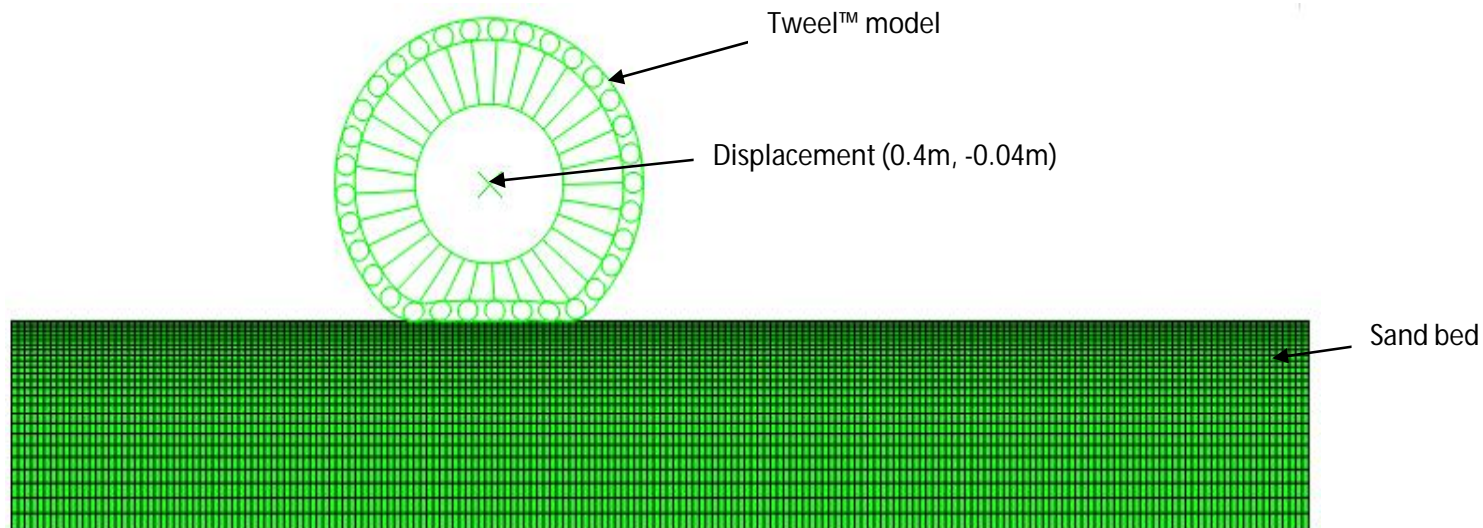 Tweel™ model
Displacement (0.4m, -0.04m)
Sand bed